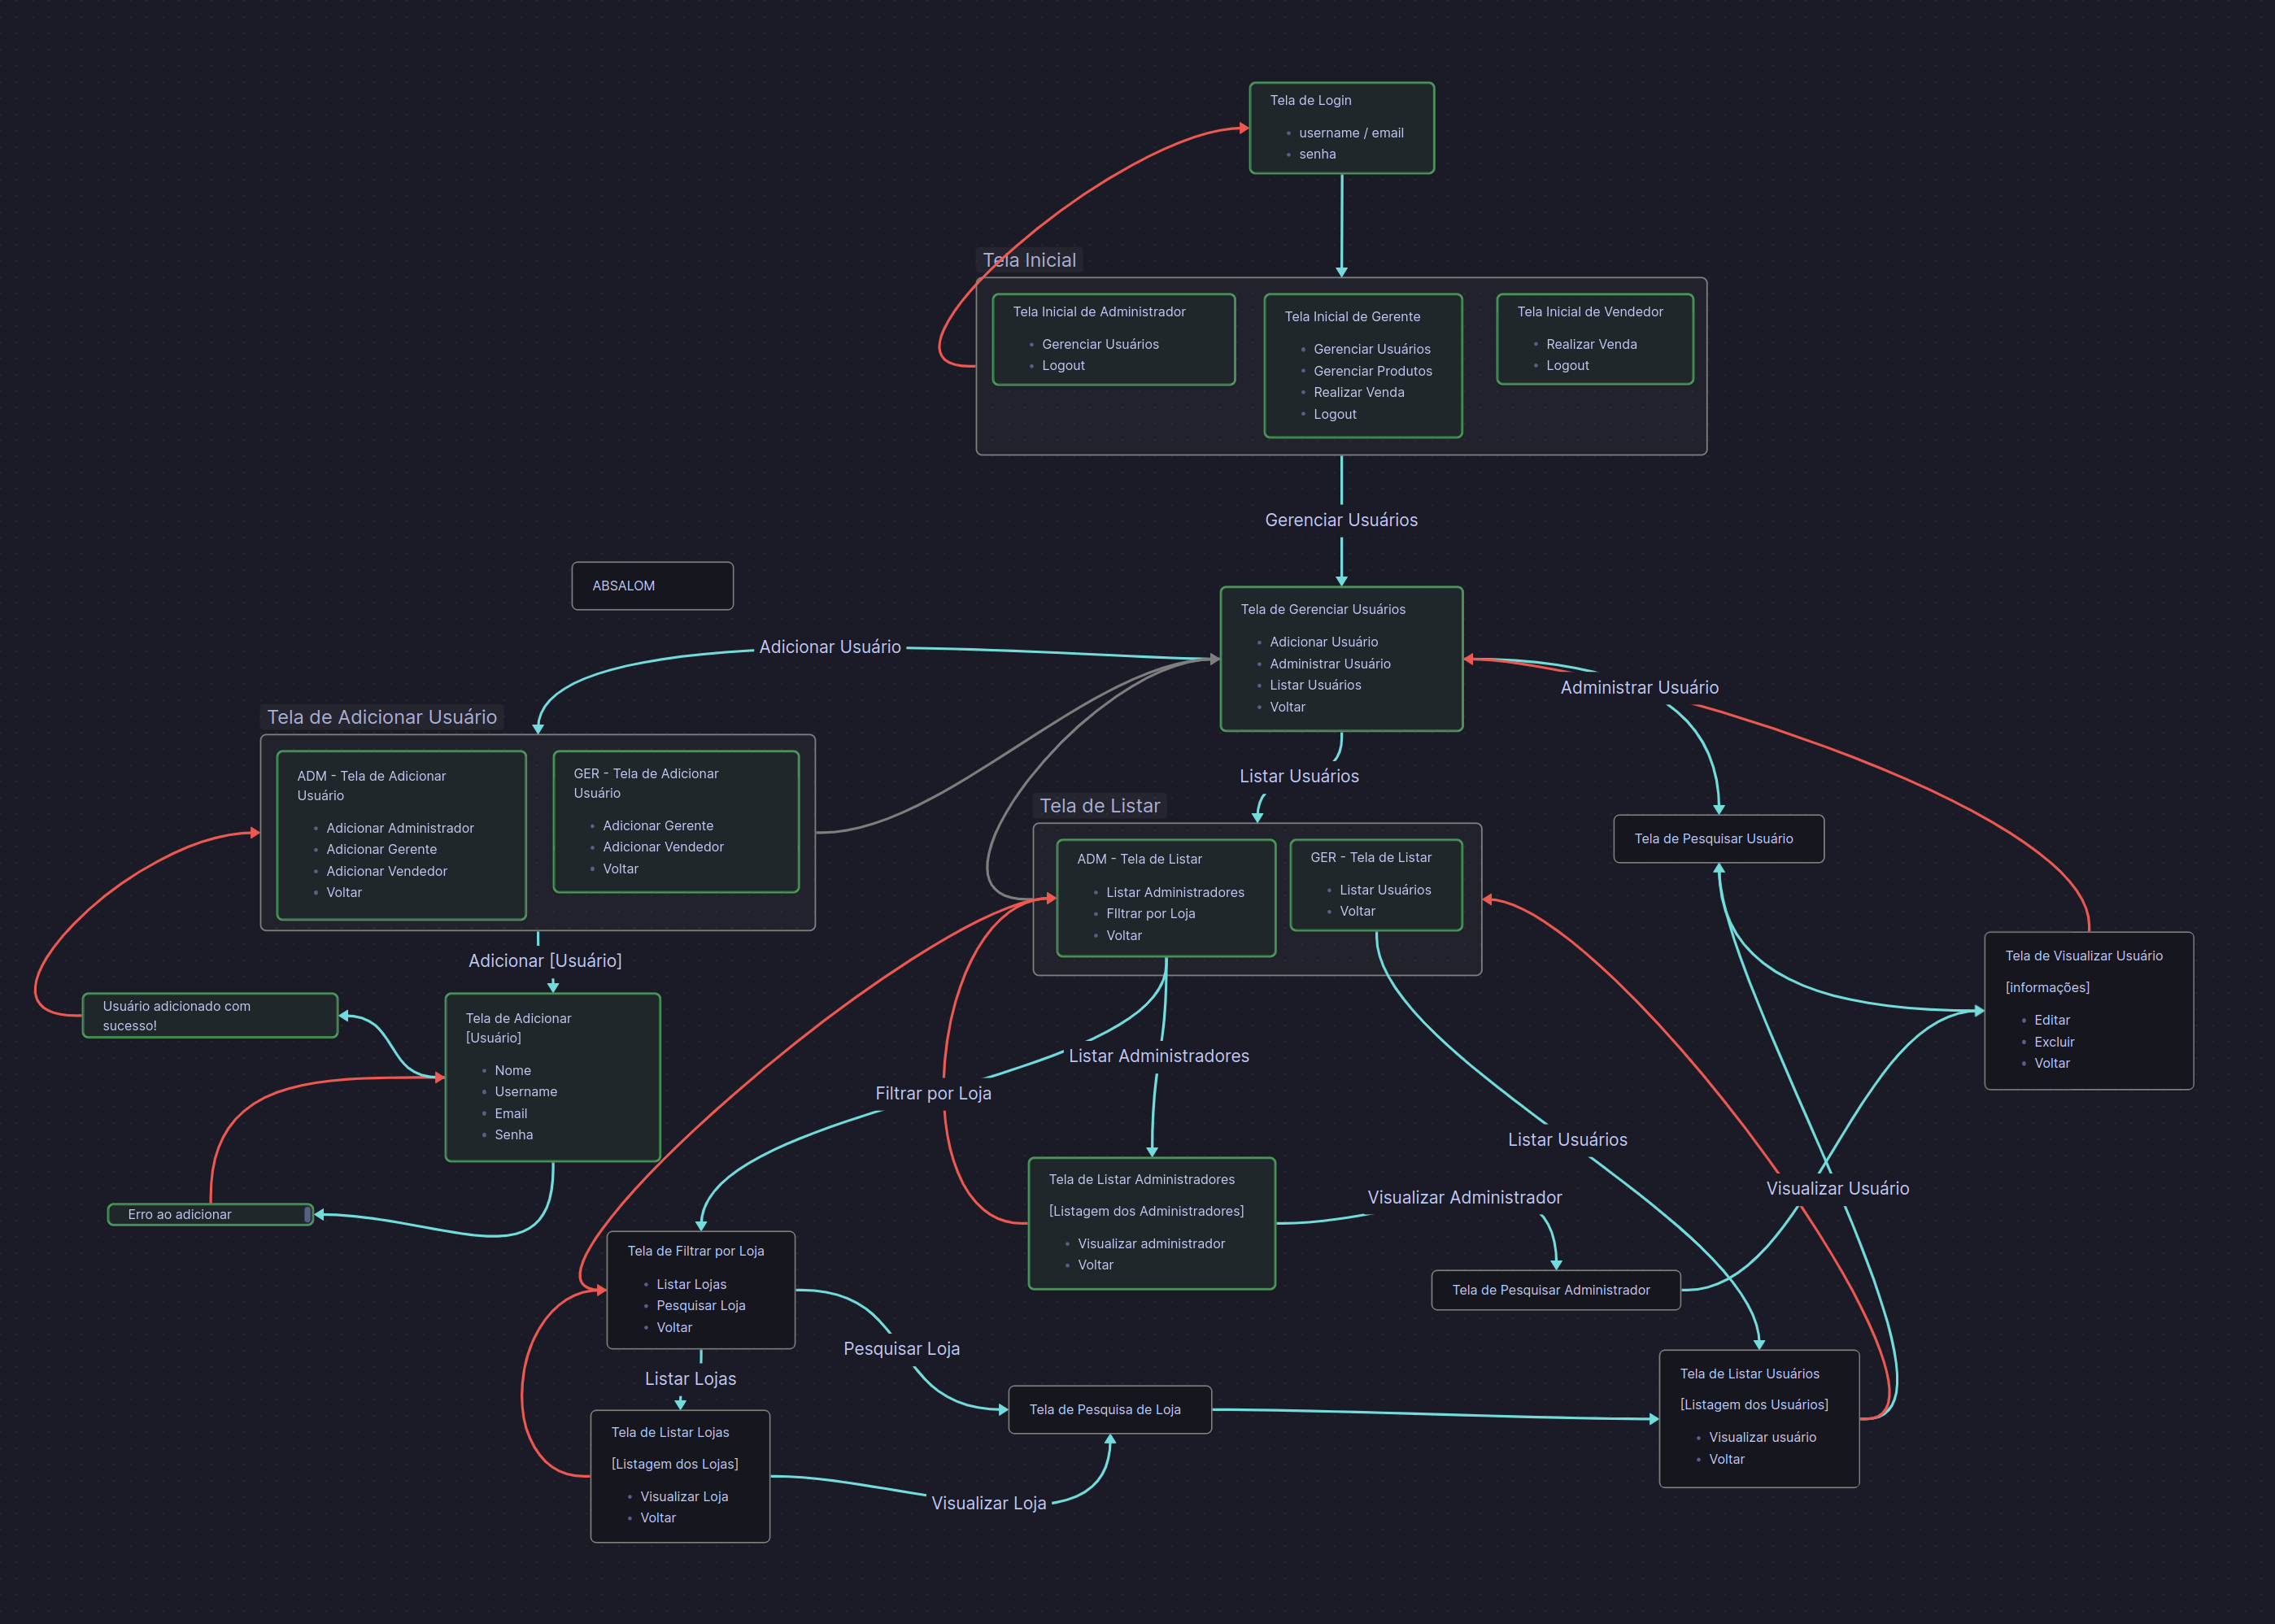 Tela de Login
username / email
senha
Tela Inicial
Tela Inicial de Administrador
Gerenciar Usuários
Logout
Tela Inicial de Gerente
Gerenciar Usuários
Gerenciar Produtos
Realizar Venda
Logout
Tela Inicial de Vendedor
Realizar Venda
Logout
Gerenciar Usuários
ABSALOM
Tela de Gerenciar Usuários
Adicionar Usuário
Administrar Usuário
Listar Usuários
Voltar
Adicionar Usuário
Administrar Usuário
Listar Usuários
Tela de Adicionar Usuário
ADM - Tela de Adicionar
Usuário
Adicionar Administrador
Adicionar Gerente
Adicionar Vendedor
Voltar
GER - Tela de Adicionar
Usuário
Adicionar Gerente
Adicionar Vendedor
Voltar
Tela de Listar
ADM - Tela de Listar
Listar Administradores
FIltrar por Loja
Voltar
GER - Tela de Listar
Listar Usuários
Voltar
Tela de Pesquisar Usuário
Tela de Visualizar Usuário
[informações]
Editar
Excluir
Voltar
Adicionar [Usuário]
Usuário adicionado com
sucesso!
Tela de Adicionar
[Usuário]
Nome
Username
Email
Senha
Erro ao adicionar
Listar Administradores
Filtrar por Loja
Listar Usuários
Tela de Listar Administradores
[Listagem dos Administradores]
Visualizar administrador
Voltar
Visualizar Administrador
Visualizar Usuário
Tela de Filtrar por Loja
Listar Lojas
Pesquisar Loja
Voltar
Tela de Pesquisar Administrador
Pesquisar Loja
Listar Lojas
Tela de Pesquisa de Loja
Tela de Listar Usuários
[Listagem dos Usuários]
Visualizar usuário
Voltar
Tela de Listar Lojas
[Listagem dos Lojas]
Visualizar Loja
Voltar
Visualizar Loja